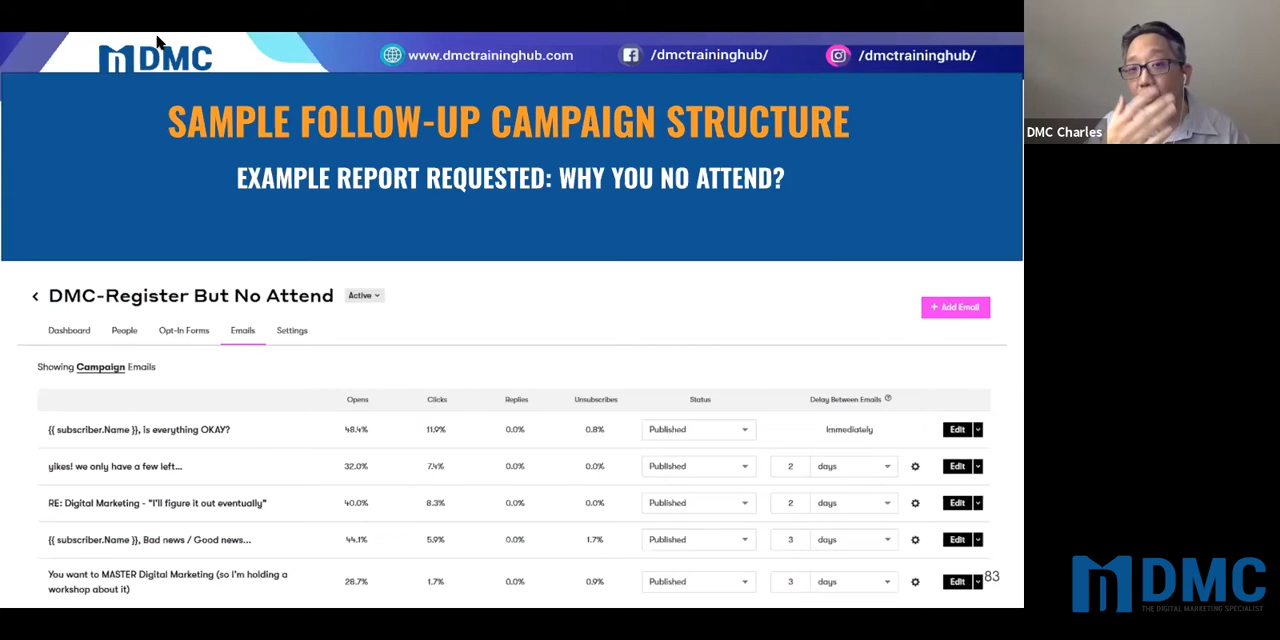 DMC
www.dmctraininghub.com
/dmctraininghub/
/dmctraininghub/
DMC Charles
SAMPLE FOLLOW-UP CAMPAIGN STRUCTURE
EXAMPLE REPORT REQUESTED: WHY YOU NO ATTEND?
DMC-Register But No Attend
Active
+ Add Email
Dashboard People Opt-In Forms Emails Settings
Showing Campaign Emails
Opens Clicks Replies Unsubscribes Status Delay Between Emails
{{ subscriber.Name }}, is everything OKAY? 48.4% 11.9% 0.0% 0.8% Published Immediately Edit
yikes! we only have a few left... 32.0% 7.4% 0.0% 0.0% Published 2 days Edit
RE: Digital Marketing - "I'll figure it out eventually" 40.0% 8.3% 0.0% 0.0% Published 2 days Edit
{{ subscriber.Name }}, Bad news / Good news... 44.1% 5.9% 0.0% 1.7% Published 3 days Edit
You want to MASTER Digital Marketing (so I'm holding a
workshop about it) 28.7% 1.7% 0.0% 0.9% Published 3 days Edit
83
DMC
THE DIGITAL MARKETING SPECIALIST